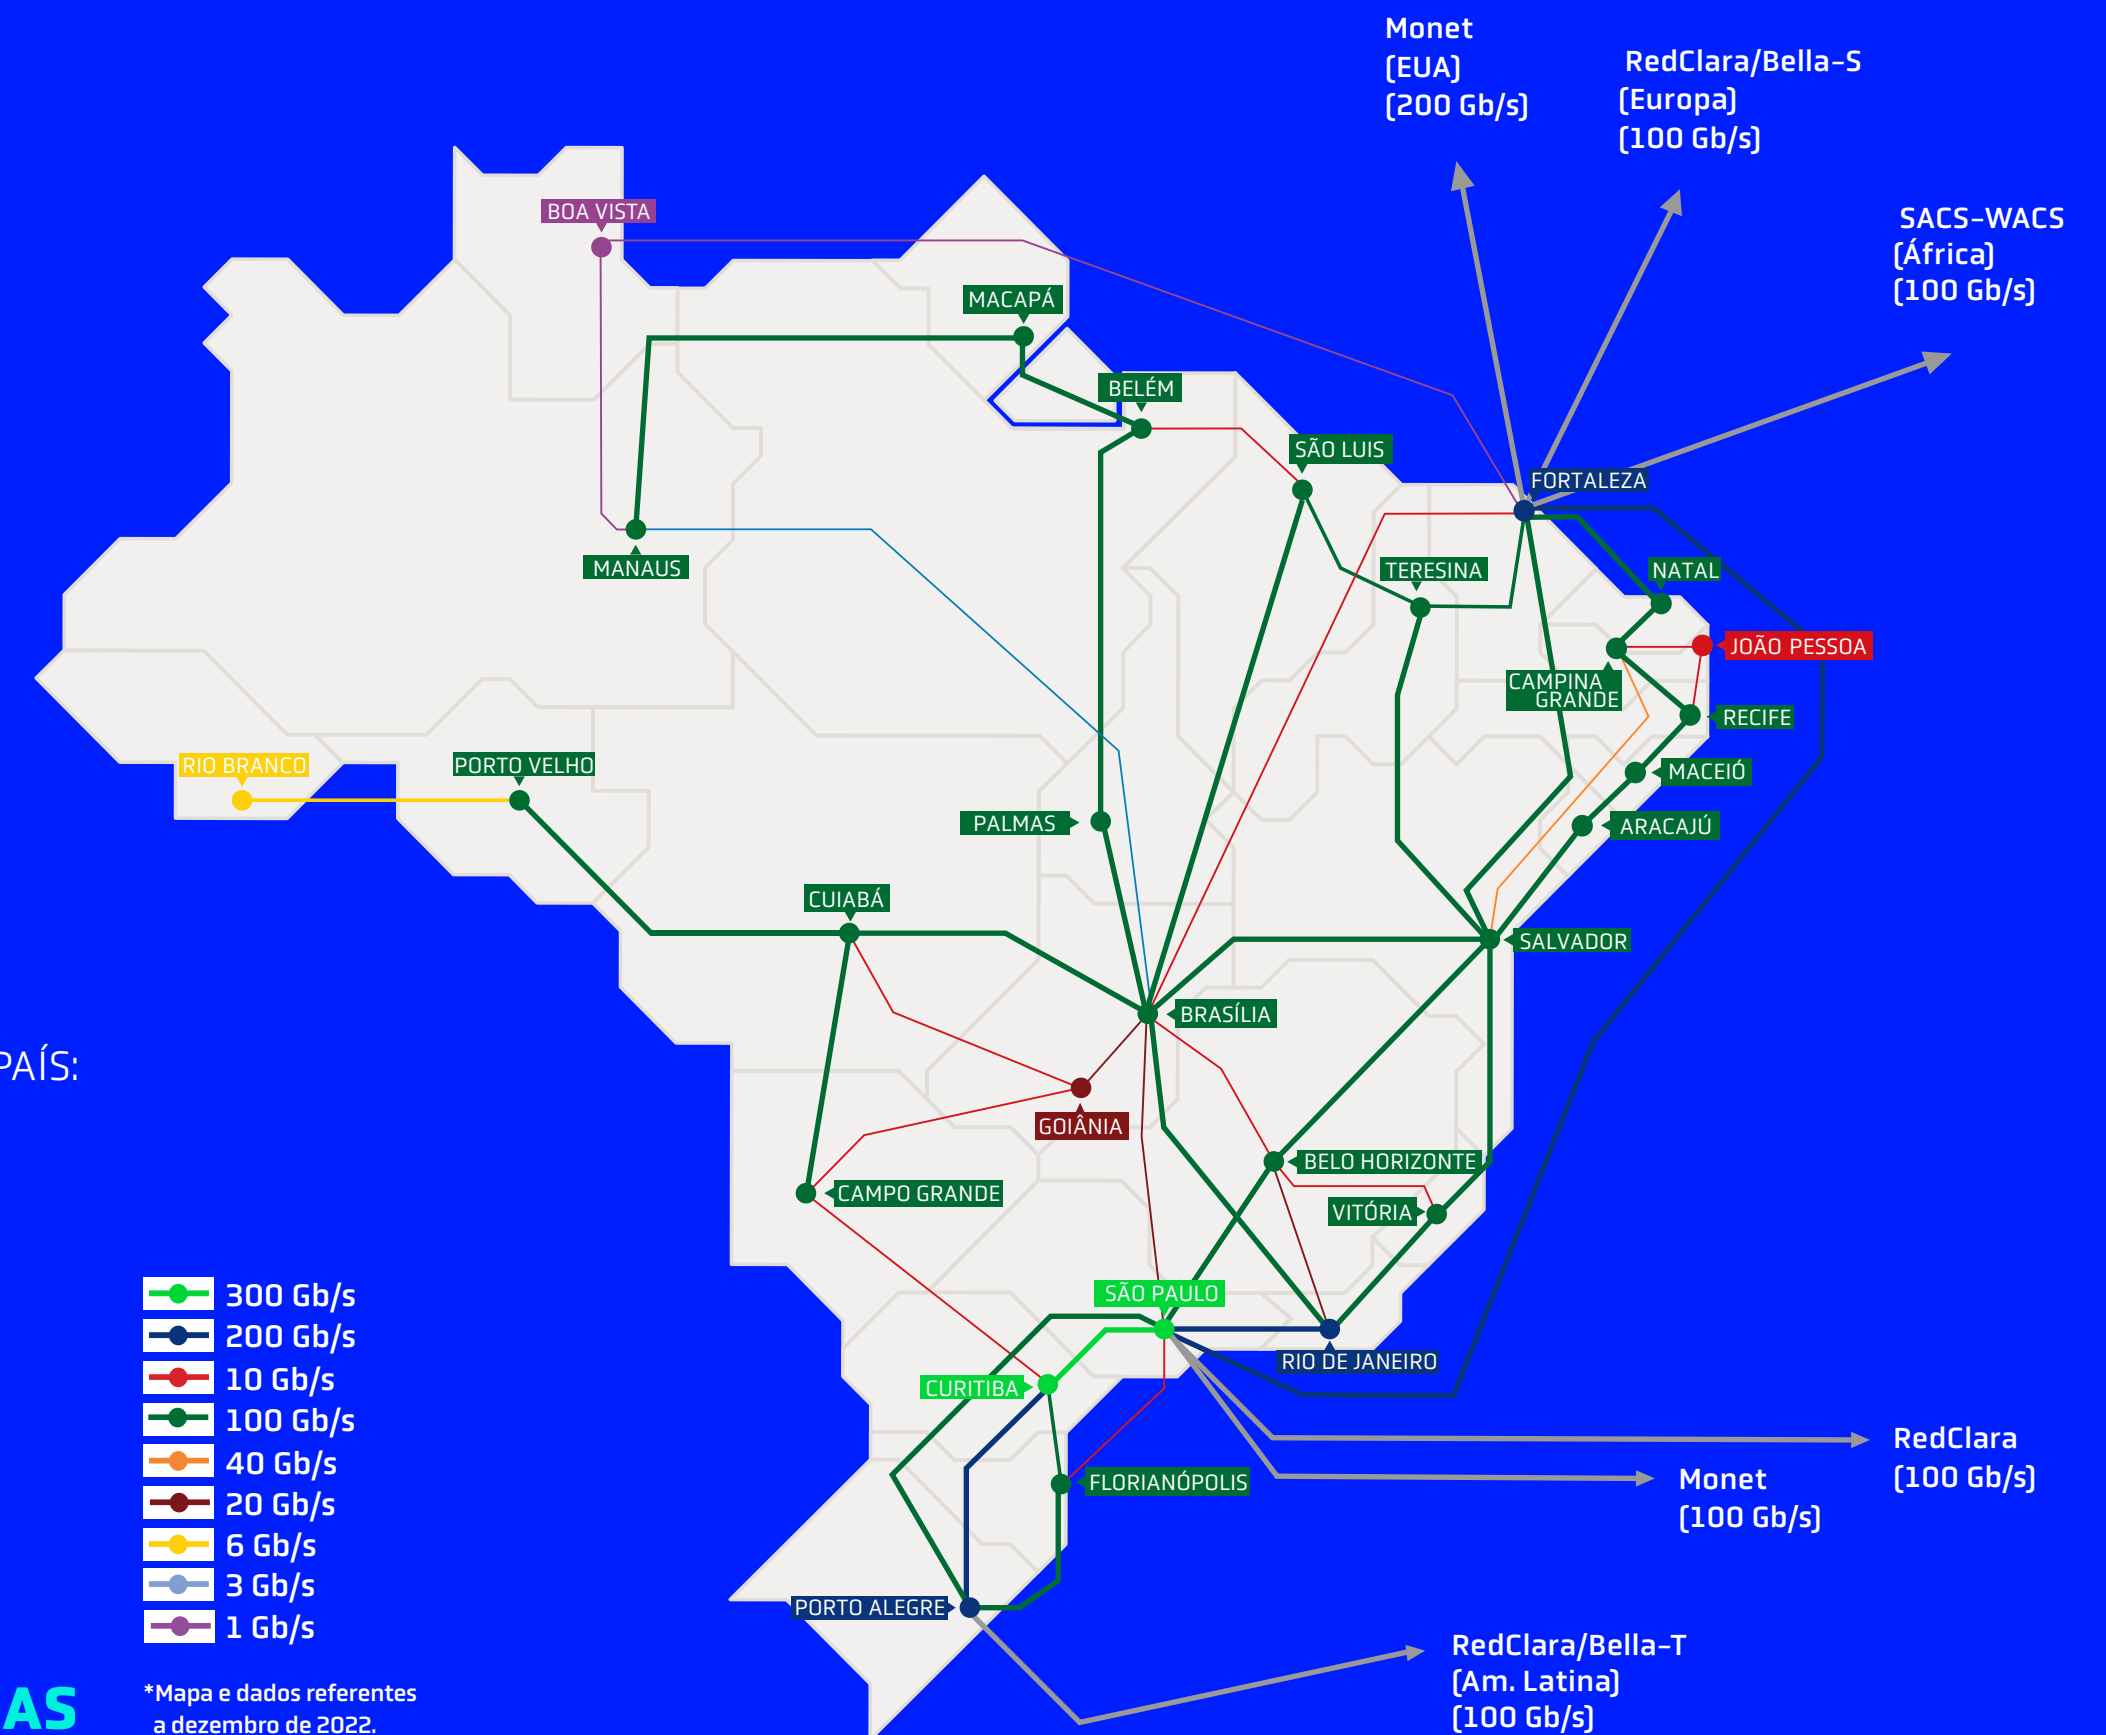 Monet
(EUA)
(200 Gb/s)
RedClara/Bella-S
(Europa)
(100 Gb/s)
SACS-WACS
(África)
(100 Gb/s)
BOA VISTA
MACAPÁ
BELÉM
SÃO LUIS
FORTALEZA
MANAUS
TERESINA
NATAL
JOÃO PESSOA
CAMPINA
GRANDE
RECIFE
RIO BRANCO
PORTO VELHO
MACEIÓ
PALMAS
ARACAJÚ
CUIABÁ
SALVADOR
BRASÍLIA
PAÍS:
GOIÂNIA
BELO HORIZONTE
CAMPO GRANDE
VITÓRIA
SÃO PAULO
RIO DE JANEIRO
CURITIBA
FLORIANÓPOLIS
PORTO ALEGRE
300 Gb/s
200 Gb/s
10 Gb/s
100 Gb/s
40 Gb/s
20 Gb/s
6 Gb/s
3 Gb/s
1 Gb/s
RedClara
(100 Gb/s)
Monet
(100 Gb/s)
RedClara/Bella-T
(Am. Latina)
(100 Gb/s)
AS
*Mapa e dados referentes
a dezembro de 2022.